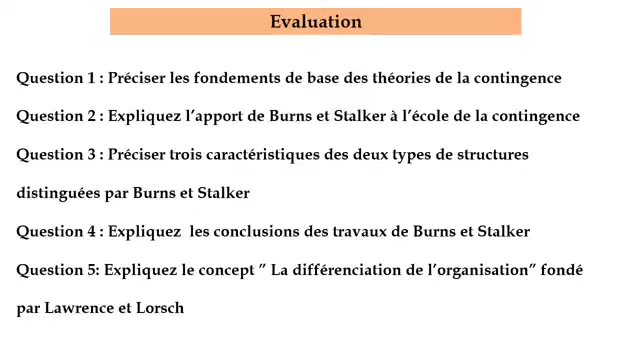 Evaluation
Question 1 : Préciser les fondements de base des théories de la contingence
Question 2 : Expliquez l’apport de Burns et Stalker à l’école de la contingence
Question 3 : Préciser trois caractéristiques des deux types de structures
distinguées par Burns et Stalker
Question 4 : Expliquez  les conclusions des travaux de Burns et Stalker
Question 5: Expliquez le concept ” La différenciation de l’organisation” fondé
par Lawrence et Lorsch